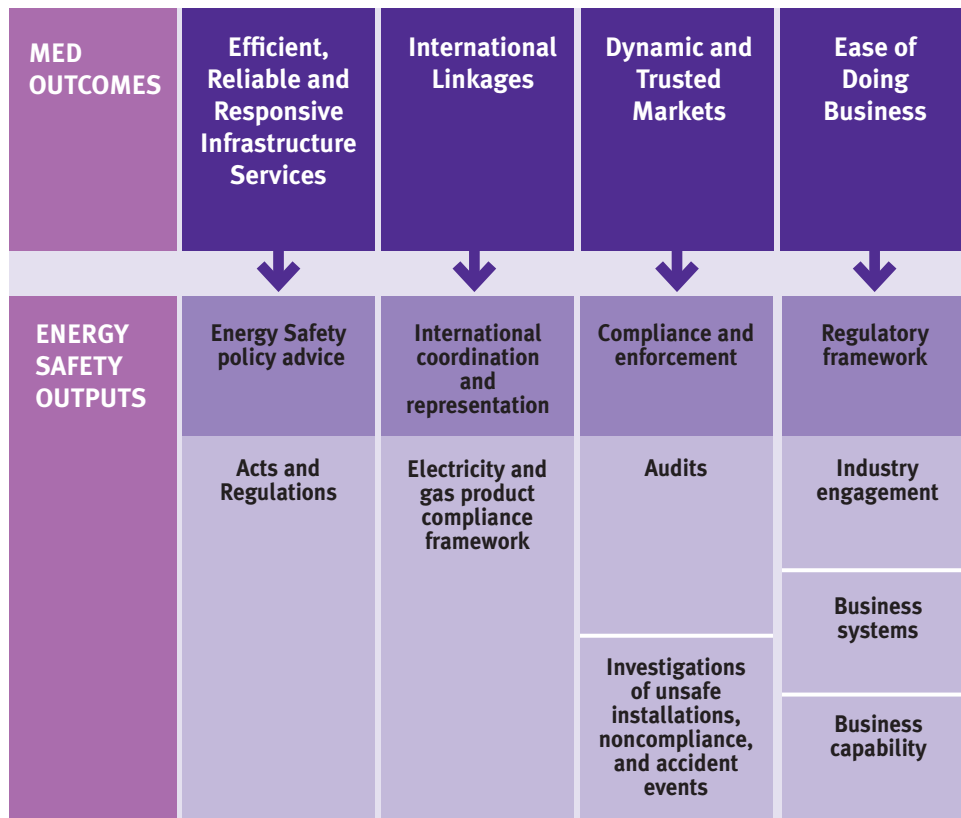 MED
OUTCOMES
Efficient,
Reliable and
Responsive
Infrastructure
Services
International
Linkages
Dynamic and
Trusted
Markets
Ease of
Doing
Business
ENERGY
SAFETY
OUTPUTS
Energy Safety
policy advice
International
coordination
and
representation
Compliance and
enforcement
Regulatory
framework
Acts and
Regulations
Electricity and
gas product
compliance
framework
Audits
Investigations
of unsafe
installations,
noncompliance,
and accident
events
Industry
engagement
Business
systems
Business
capability